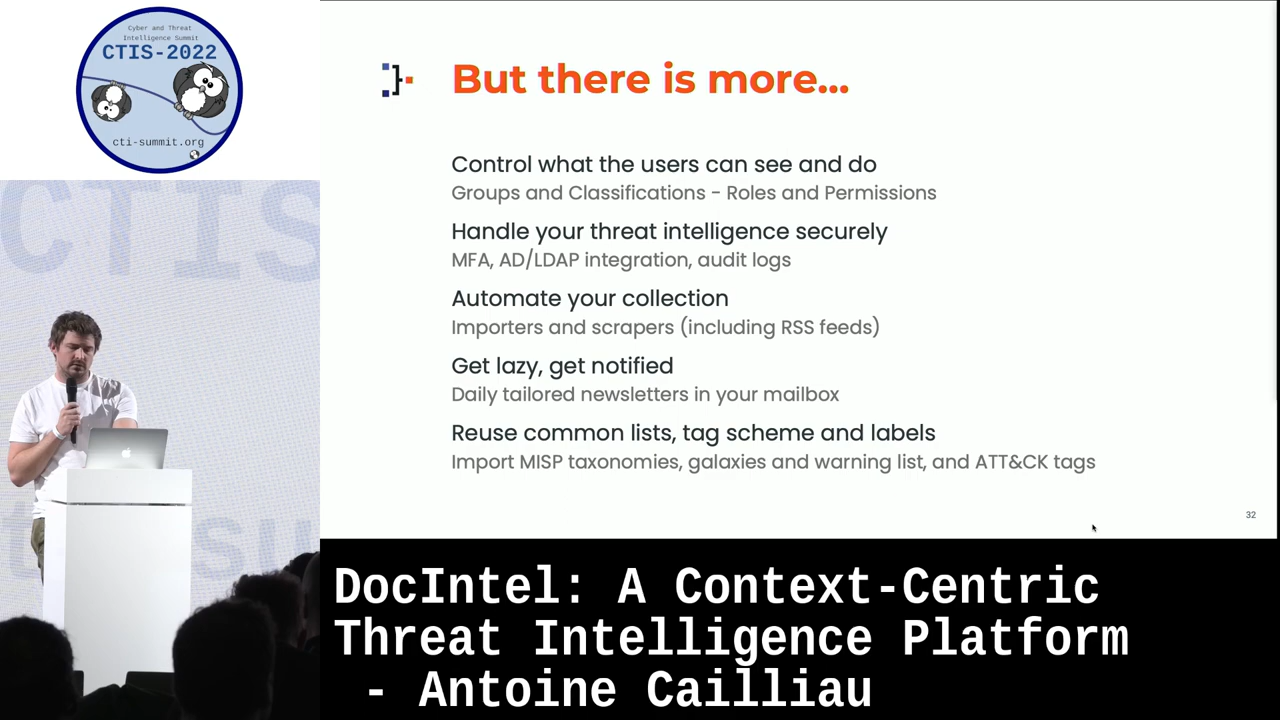 Cyber and Threat
Intelligence Summit
CTIS-2022
cti-summit.org
CTIS
But there is more...
Control what the users can see and do
Groups and Classifications - Roles and Permissions
Handle your threat intelligence securely
MFA, AD/LDAP integration, audit logs
Automate your collection
Importers and scrapers (including RSS feeds)
Get lazy, get notified
Daily tailored newsletters in your mailbox
Reuse common lists, tag scheme and labels
Import MISP taxonomies, galaxies and warning list, and ATT&CK tags
32
DocIntel: A Context-Centric
Threat Intelligence Platform
- Antoine Cailliau